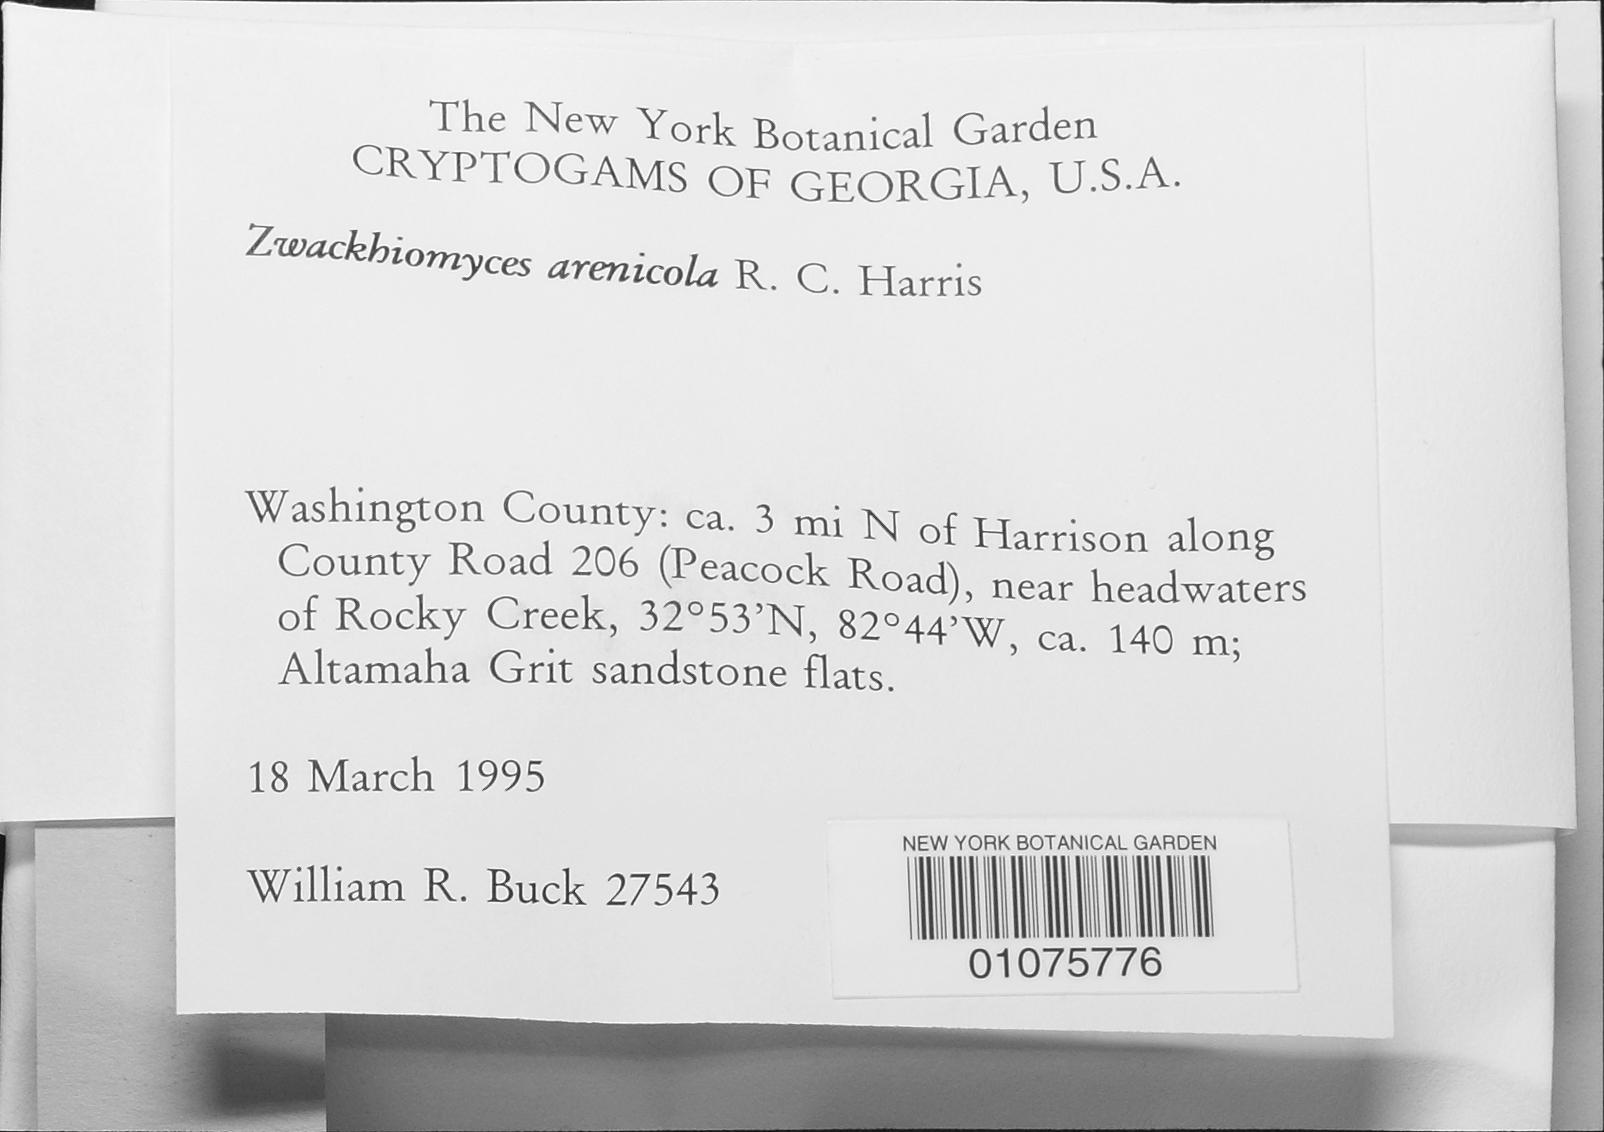 The New York Botanical Garden
CRYPTOGAMS OF GEORGIA, U.S.A.
Zwackhiomyces arenicola R. C. Harris
Washington County: ca. 3 mi N of Harrison along
County Road 206 (Peacock Road), near headwaters
of Rocky Creek, 32°53'N, 82°44'W, ca. 140 m;
Altamaha Grit sandstone flats.
18 March 1995
William R. Buck 27543
NEW YORK BOTANICAL GARDEN
01075776